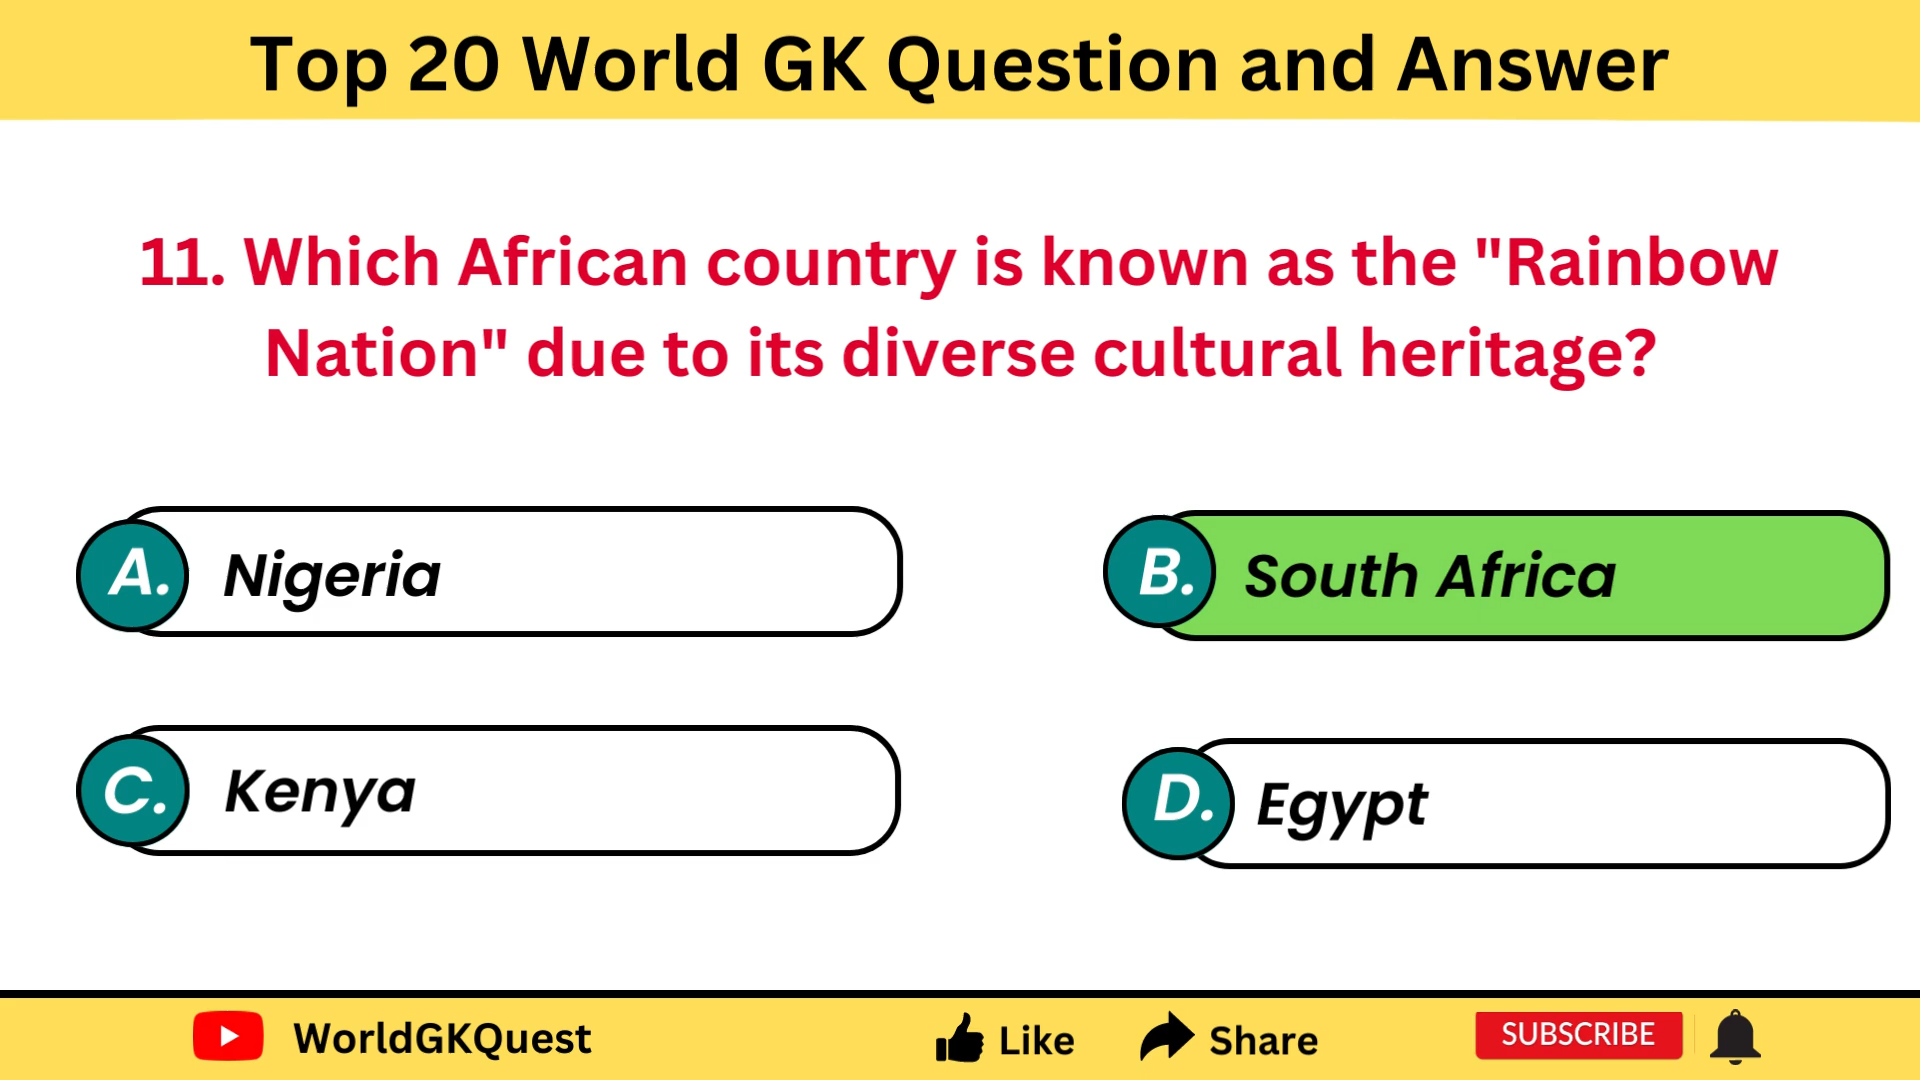 Top 20 World GK Question and Answer
11. Which African country is known as the "Rainbow
Nation" due to its diverse cultural heritage?
A. Nigeria
B. South Africa
C. Kenya
D. Egypt
WorldGKQuest Like Share SUBSCRIBE